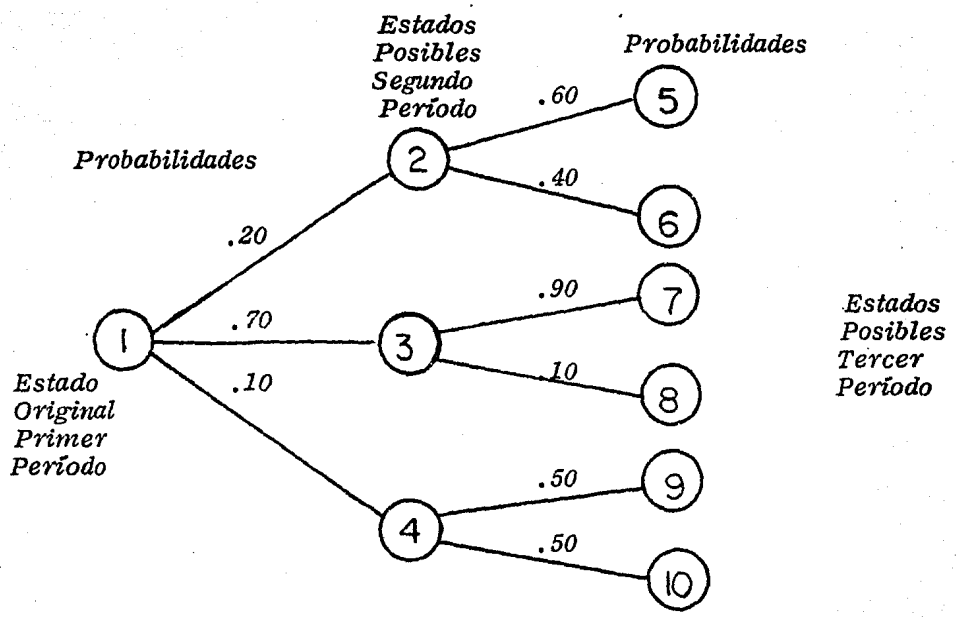 Estados
Posibles
Segundo
Período
Probabilidades
Probabilidades
.60
5
2
.40
6
.20
.90
7
Estados
Posibles
Tercer
Período
.70
1
3
.10
8
.10
Estado
Original
Primer
Período
.50
9
4
.50
10